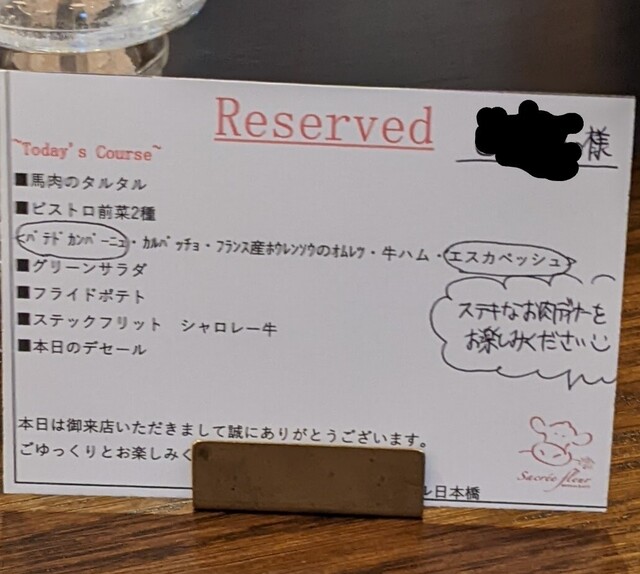 Reserved
様
~Today's Course~
■馬肉のタルタル
■ビストロ前菜2種
<ﾊﾟﾃﾄﾞｶﾝﾊﾟｰﾆｭ・ｶﾙﾊﾟｯﾁｮ・ﾌﾗﾝｽ産ﾎｳﾚﾝｿｳのｵﾑﾚﾂ・牛ハム・エスカベッシュ>
■グリーンサラダ
■フライドポテト
■ステックフリット　シャロレー牛
■本日のデセール
ステキなお肉ディナーを
お楽しみください
本日は御来店いただきまして誠にありがとうございます。
ごゆっくりとお楽しみく
ル日本橋
Sacrée fleur